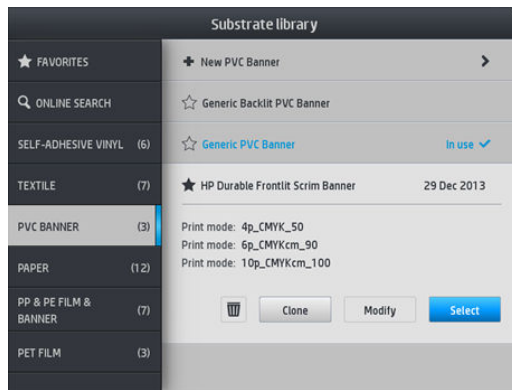 Substrate library
FAVORITES
ONLINE SEARCH
SELF-ADHESIVE VINYL (6)
TEXTILE (7)
PVC BANNER (3)
PAPER (12)
PP & PE FILM &
BANNER (7)
PET FILM (3)
New PVC Banner
Generic Backlit PVC Banner
Generic PVC Banner In use
HP Durable Frontlit Scrim Banner 29 Dec 2013
Print mode: 4p_CMYK_50
Print mode: 6p_CMYKcm_90
Print mode: 10p_CMYKcm_100
Clone Modify Select